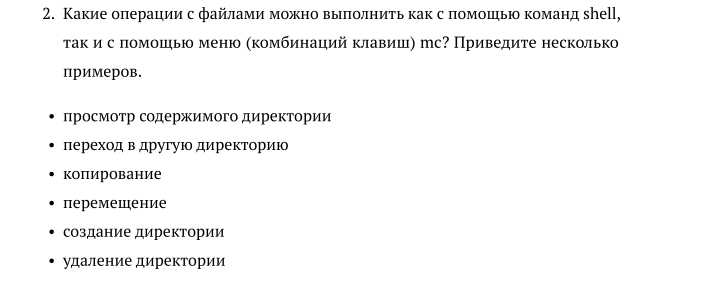 2. Какие операции с файлами можно выполнить как с помощью команд shell,
так и с помощью меню (комбинаций клавиш) mc? Приведите несколько
примеров.
• просмотр содержимого директории
• переход в другую директорию
• копирование
• перемещение
• создание директории
• удаление директории